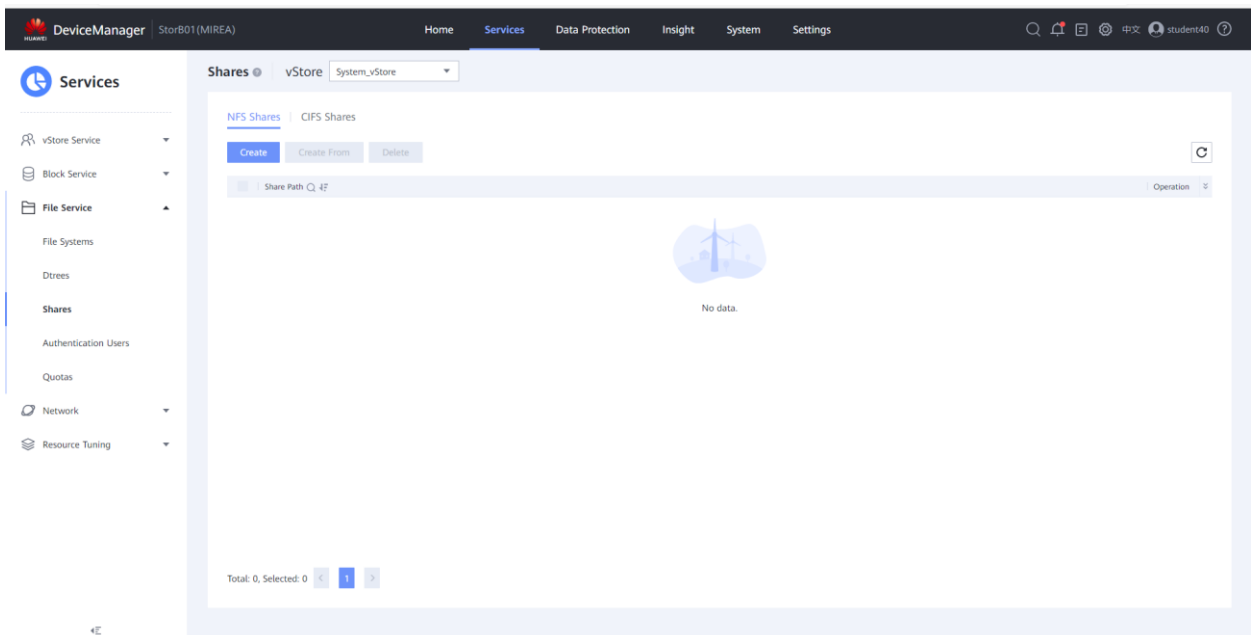 HUAWEI DeviceManager StorB01(MIREA) Home Services Data Protection Insight System Settings 中文 student40
Services
vStore Service
Block Service
File Service
File Systems
Dtrees
Shares
Authentication Users
Quotas
Network
Resource Tuning
Shares vStore System_vStore
NFS Shares CIFS Shares
Create Create From Delete
Share Path Operation
No data.
Total: 0, Selected: 0 < 1 >